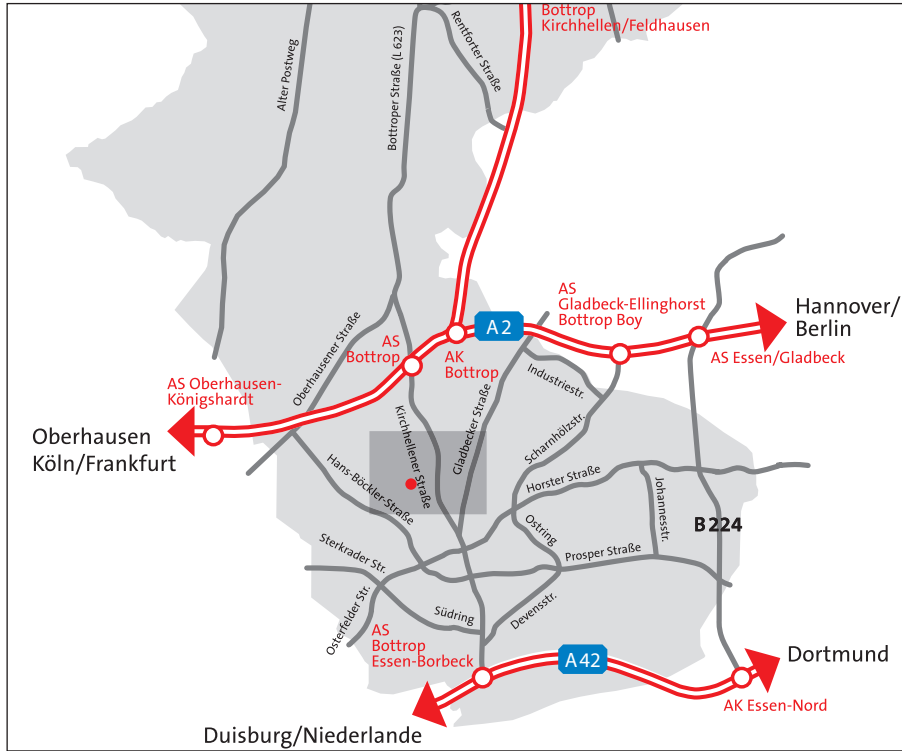 Bottrop
Kirchhellen/Feldhausen
Alter Postweg
Bottroper Straße (L 623)
Rentforter Straße
AS
Gladbeck-Ellinghorst
Bottrop Boy
Hannover/
Berlin
A 2
AS
Bottrop
AK
Bottrop
AS Essen/Gladbeck
Oberhausener Straße
AS Oberhausen-
Königshardt
Industriestr.
Oberhausen
Köln/Frankfurt
Kirchhellener Straße
Gladbecker Straße
Scharnhölzstr.
Hans-Böckler-Straße
Horster Straße
Johannesstr.
B 224
Ostring
Sterkrader Str.
Prosper Straße
Osterfelder Str.
Südring
Devensstr.
AS
Bottrop
Essen-Borbeck
A 42
Dortmund
AK Essen-Nord
Duisburg/Niederlande